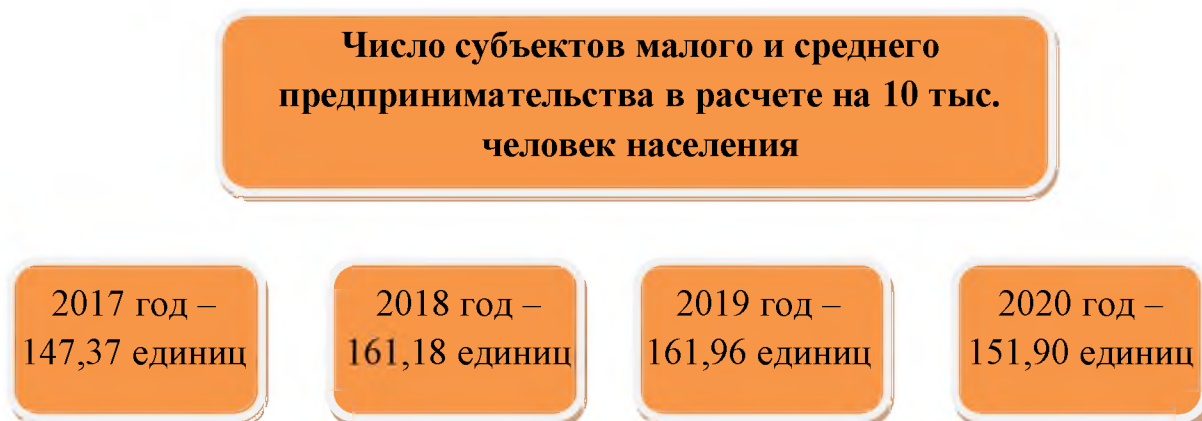 Число субъектов малого и среднего
предпринимательства в расчете на 10 тыс.
человек населения
2017 год –
147,37 единиц
2018 год –
161,18 единиц
2019 год –
161,96 единиц
2020 год –
151,90 единиц